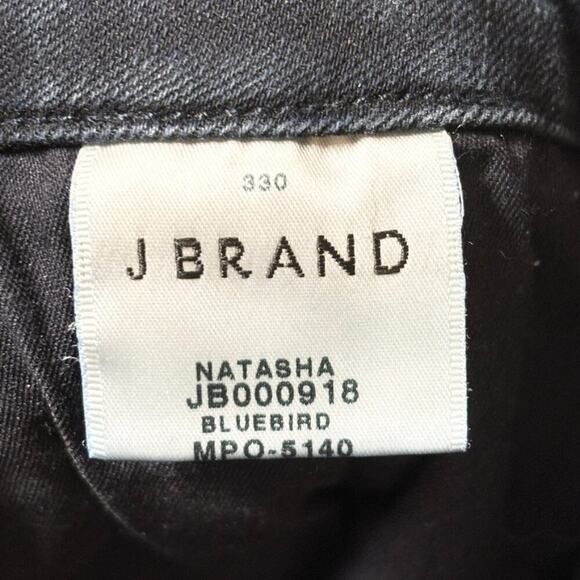 330
J BRAND
NATASHA
JB000918
BLUEBIRD
MPO-5140